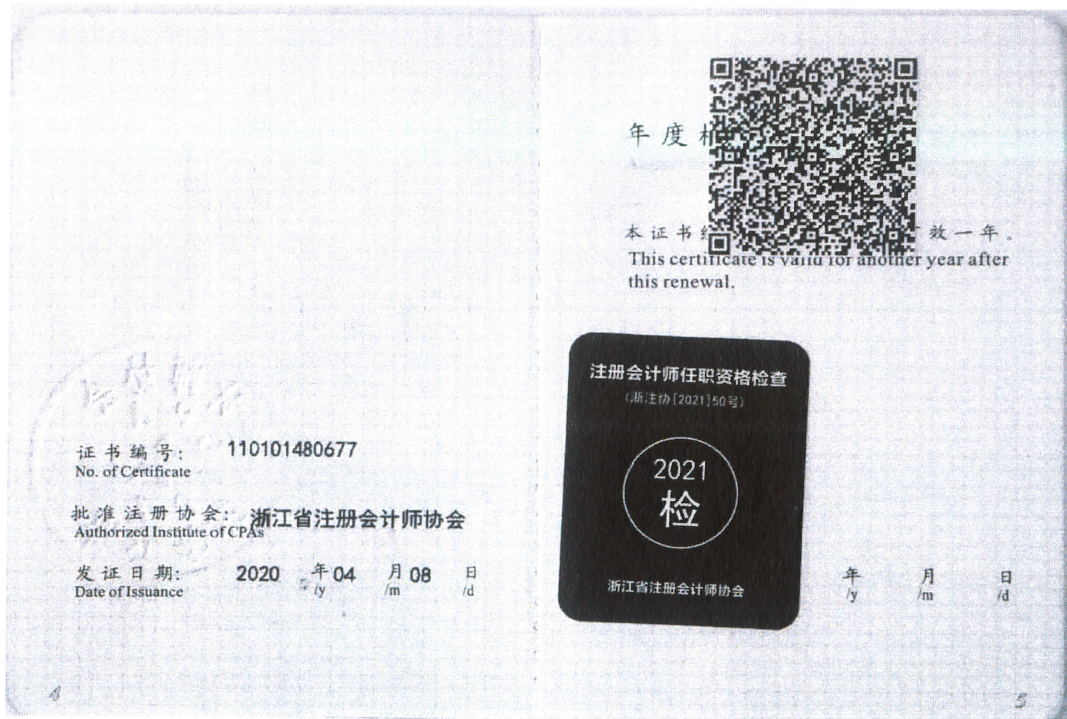 证书编号: 110101480677
No. of Certificate
批准注册协会: 浙江省注册会计师协会
Authorized Institute of CPAs
发证日期: 2020 年 04 月 08 日
Date of Issuance /y /m /d
4
年度
本证书 效一年。
This certificate is valid for another year after
this renewal.
注册会计师任职资格检查
(浙注协[2021]50号)
2021
检
浙江省注册会计师协会
年 月 日
/y /m /d
5